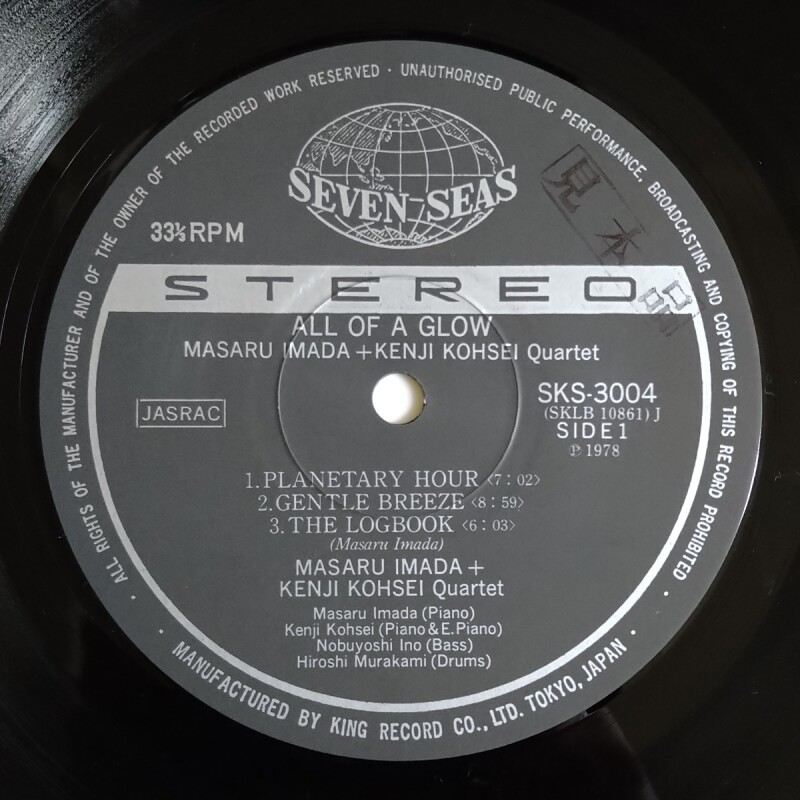 · ALL RIGHTS OF THE MANUFACTURER AND OF THE OWNER OF THE RECORDED WORK RESERVED · UNAUTHORISED PUBLIC PERFORMANCE, BROADCASTING AND COPYING OF THIS RECORD PROHIBITED ·
SEVEN SEAS
見本品
33⅓RPM
STEREO
ALL OF A GLOW
MASARU IMADA+KENJI KOHSEI Quartet
JASRAC
SKS-3004
(SKLB 10861) J
SIDE 1
℗ 1978
1.PLANETARY HOUR <7:02>
2.GENTLE BREEZE <8:59>
3.THE LOGBOOK <6:03>
(Masaru Imada)
MASARU IMADA+
KENJI KOHSEI Quartet
Masaru Imada (Piano)
Kenji Kohsei (Piano & E.Piano)
Nobuyoshi Ino (Bass)
Hiroshi Murakami (Drums)
· MANUFACTURED BY KING RECORD CO., LTD. TOKYO, JAPAN ·